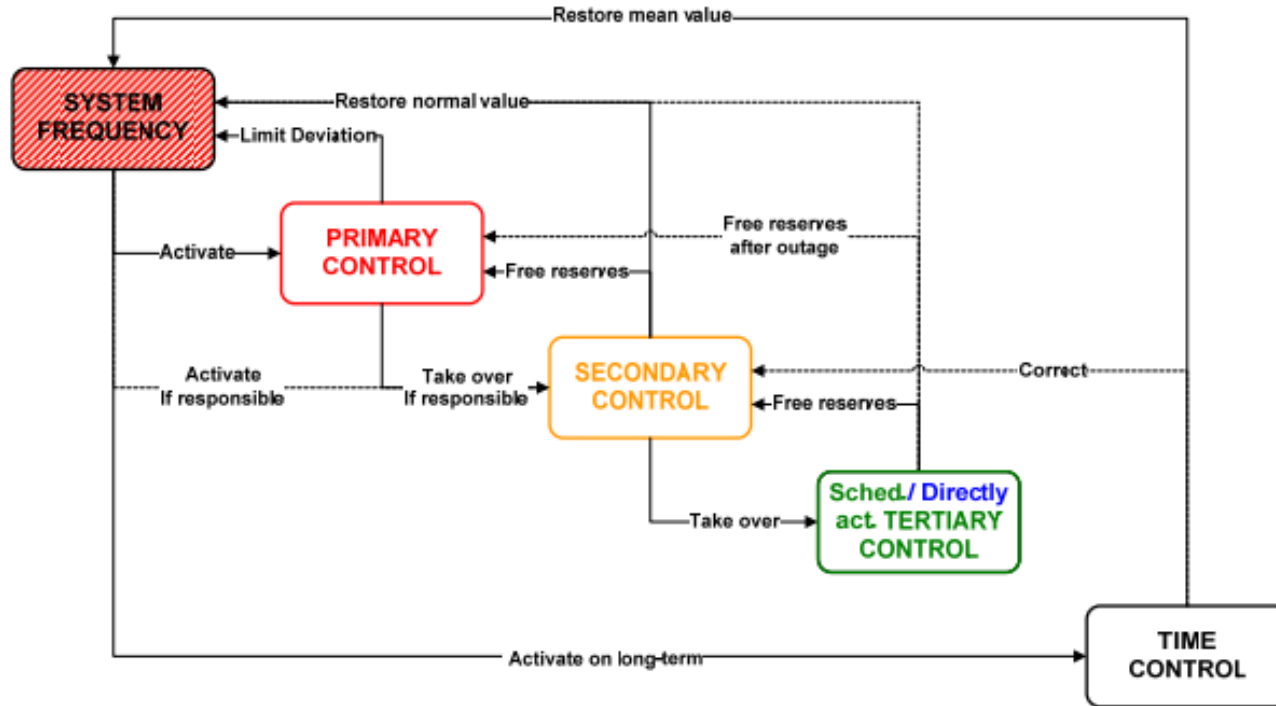 Restore mean value
SYSTEM
FREQUENCY
Restore normal value
Limit Deviation
PRIMARY
CONTROL
Activate
Free reserves
after outage
Free reserves
Activate
If responsible
Take over
If responsible
SECONDARY
CONTROL
Correct
Free reserves
Sched./ Directly
act. TERTIARY
CONTROL
Take over
TIME
CONTROL
Activate on long-term